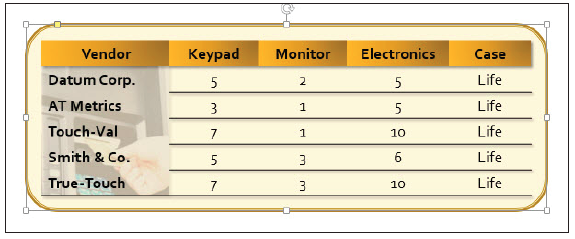 Vendor Keypad Monitor Electronics Case
Datum Corp. 5 2 5 Life
AT Metrics 3 1 5 Life
Touch-Val 7 1 10 Life
Smith & Co. 5 3 6 Life
True-Touch 7 3 10 Life